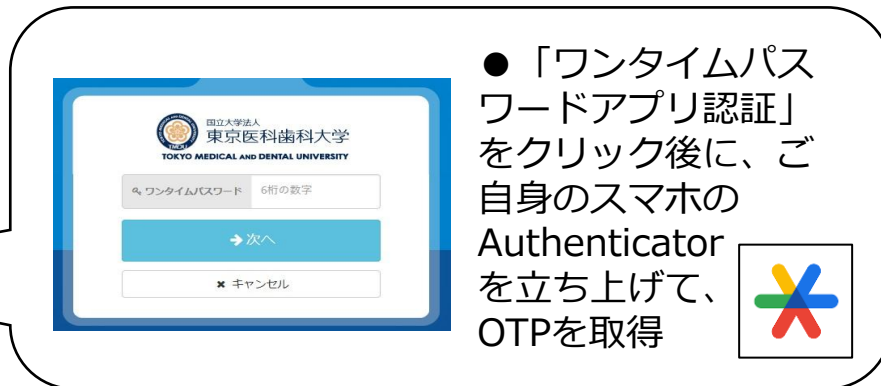 国立大学法人
東京医科歯科大学
TOKYO MEDICAL AND DENTAL UNIVERSITY
ワンタイムパスワード 6桁の数字
次へ
キャンセル
●「ワンタイムパス
ワードアプリ認証」
をクリック後に、ご
自身のスマホの
Authenticator
を立ち上げて、
OTPを取得